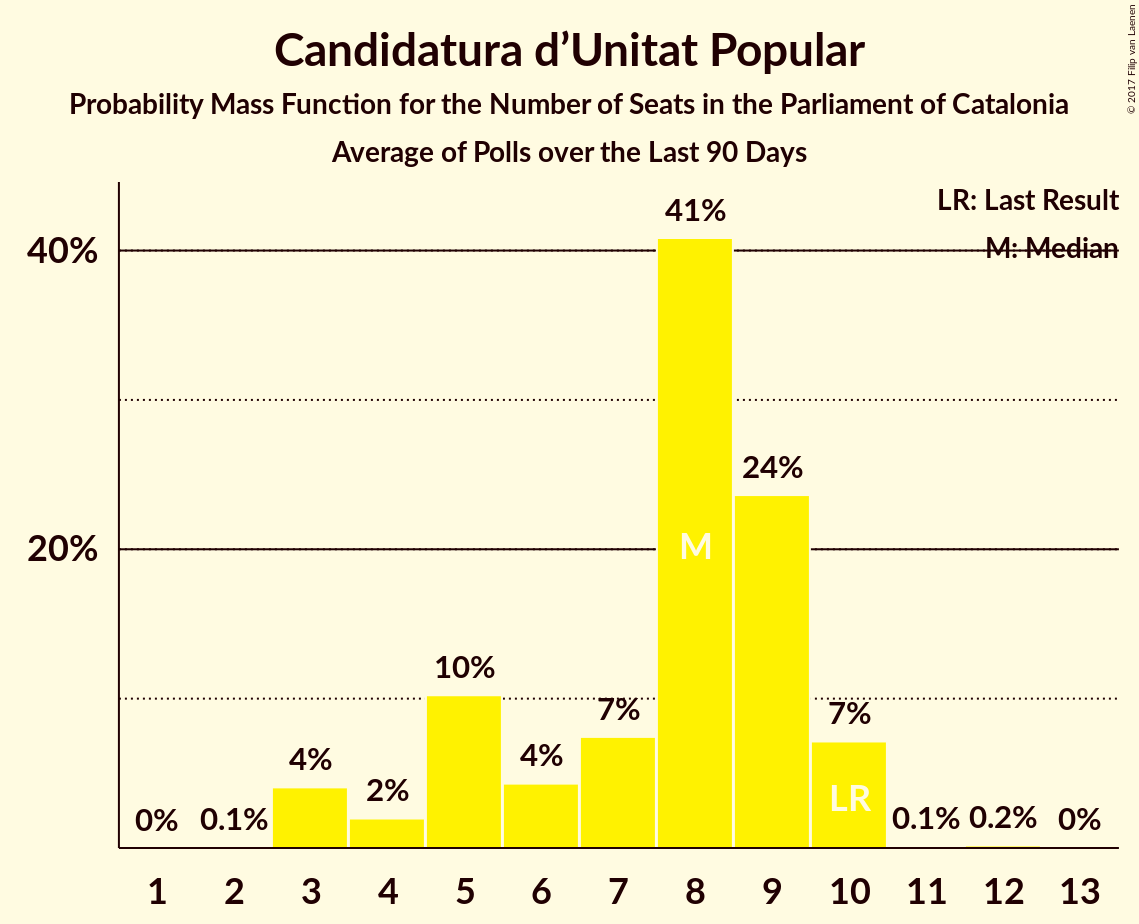 Candidatura d’Unitat Popular
Probability Mass Function for the Number of Seats in the Parliament of Catalonia
Average of Polls over the Last 90 Days
© 2017 Filip van Laenen
LR: Last Result
M: Median
40%
20%
0%
0.1%
4%
2%
10%
4%
7%
41%
M
24%
7%
LR
0.1%
0.2%
0%
1 2 3 4 5 6 7 8 9 10 11 12 13